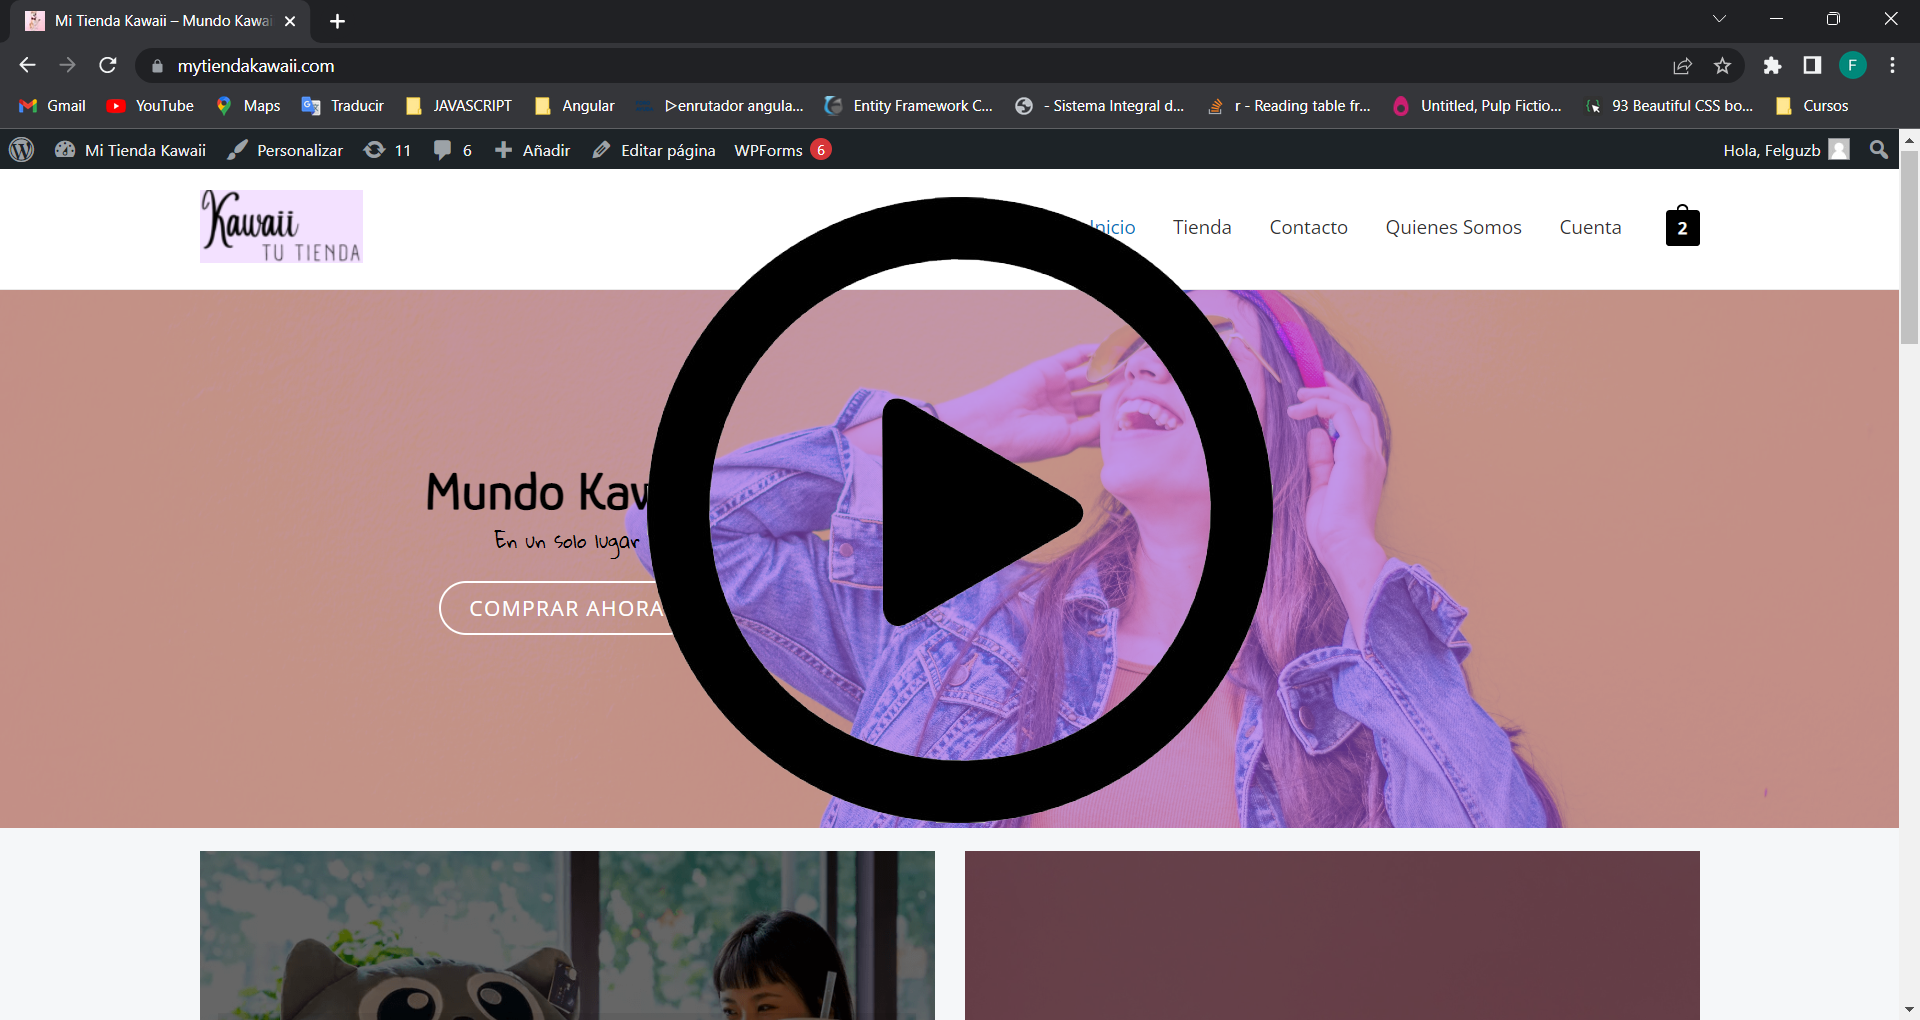 Mi Tienda Kawaii – Mundo Kawai
mytiendakawaii.com
F
Gmail YouTube Maps Traducir JAVASCRIPT Angular enrutador angula... Entity Framework C... - Sistema Integral d... r - Reading table fr... Untitled, Pulp Fictio... 93 Beautiful CSS bo... Cursos
Mi Tienda Kawaii Personalizar 11 6 Añadir Editar página WPForms 6 Hola, Felguzb
Kawaii
TU TIENDA
Inicio Tienda Contacto Quienes Somos Cuenta 2
Mundo Kaw
En un solo lugar
COMPRAR AHORA